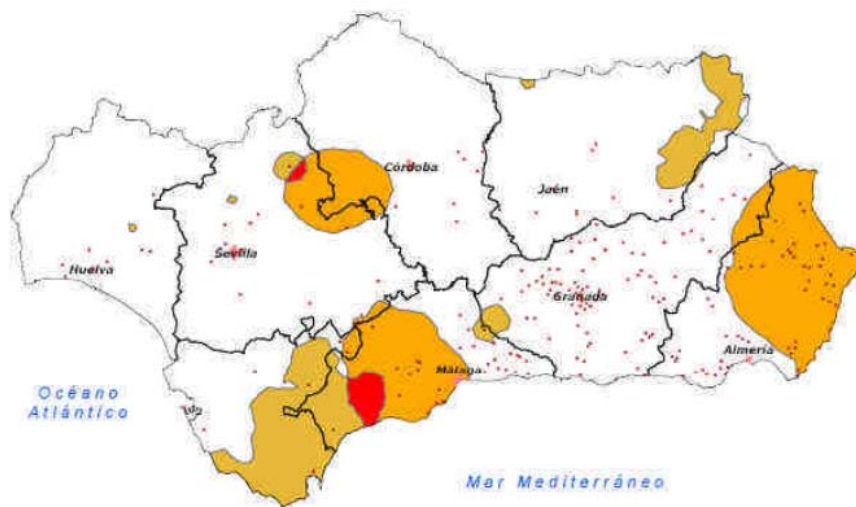 Córdoba
Jaén
Sevilla
Huelva
Granada
Almería
Málaga
Océano
Atlántico
Mar Mediterráneo